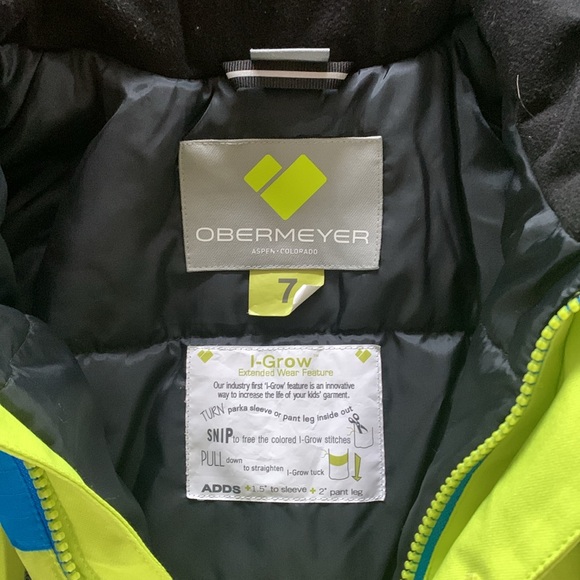 OBERMEYER
ASPEN • COLORADO
7
I-Grow™
Extended Wear Feature
Our industry first 'I-Grow' feature is an innovative
way to increase the life of your kids' garment.
TURN parka sleeve or pant leg inside out
SNIP to free the colored I-Grow stitches
PULL down
to straighten I-Grow tuck
ADDS + 1.5" to sleeve + 2" pant leg